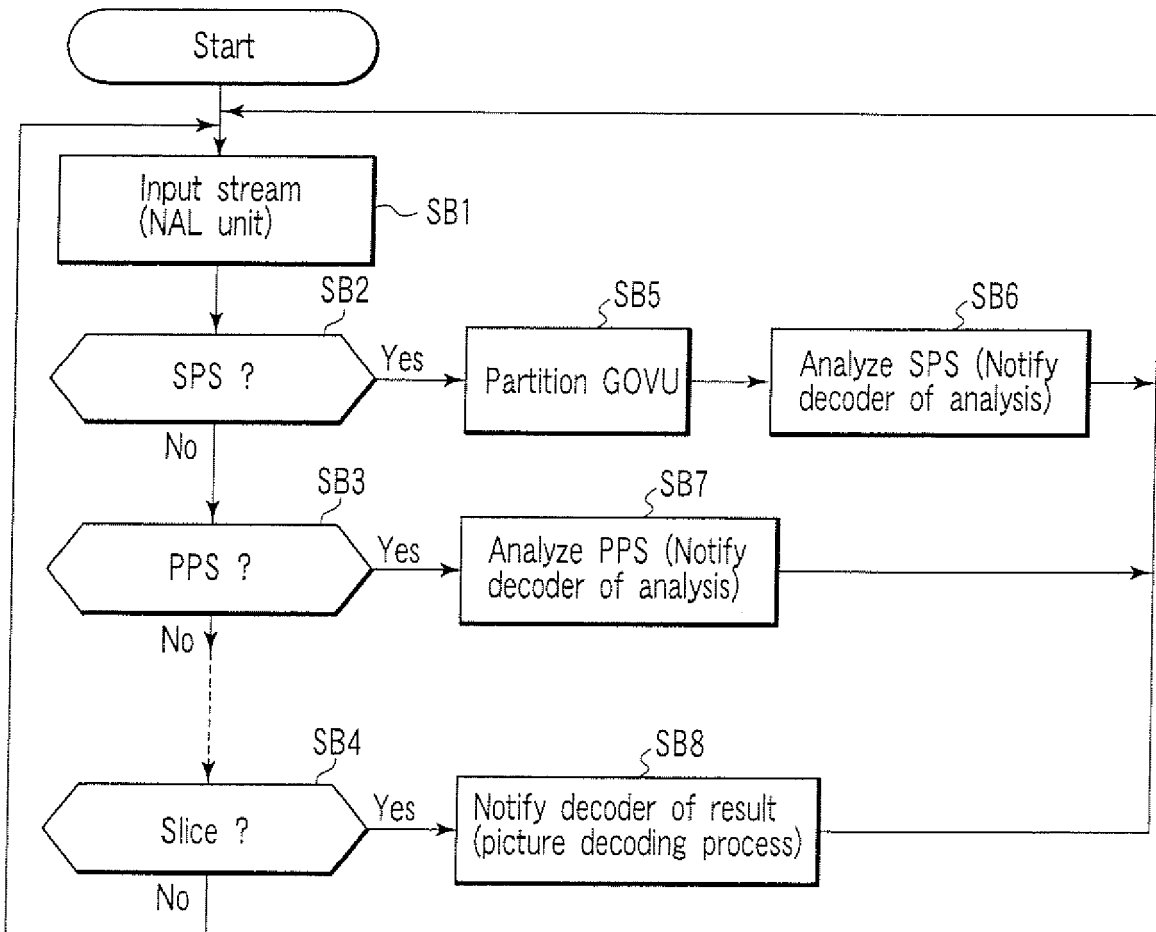 Start
Input stream
(NAL unit)
SB1
SB2
SPS ?
Yes
No
SB5
Partition GOVU
SB6
Analyze SPS (Notify
decoder of analysis)
SB3
PPS ?
Yes
No
SB7
Analyze PPS (Notify
decoder of analysis)
SB4
Slice ?
Yes
No
SB8
Notify decoder of result
(picture decoding process)